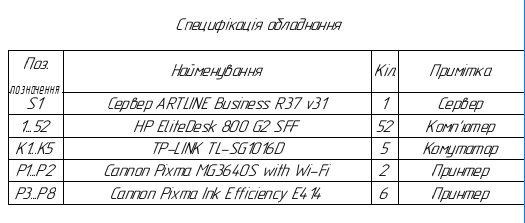 Специфікація обладнання
Поз. позначення Найменування Кіл Примітка
S1 Сервер ARTLINE Business R37 v31 1 Сервер
1...52 HP EliteDesk 800 G2 SFF 52 Комп'ютер
K1..K5 TP-LINK TL-SG1016D 5 Комутатор
P1..P2 Cannon Pixma MG3640S with Wi-Fi 2 Принтер
P3...P8 Cannon Pixma Ink Efficiency E414 6 Принтер